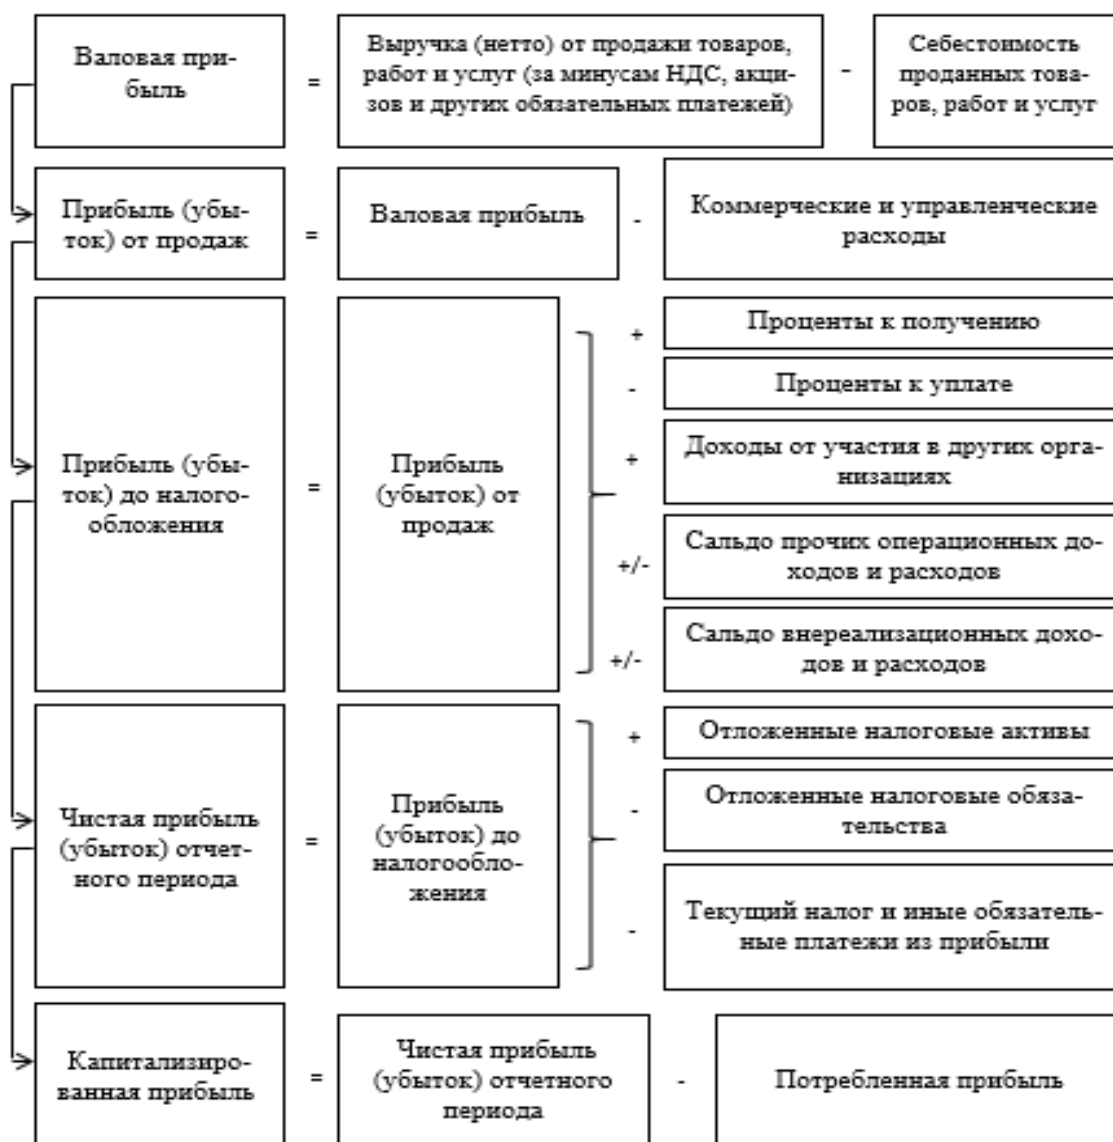 Валовая при-
быль
=
Выручка (нетто) от продажи товаров,
работ и услуг (за минусам НДС, акци-
зов и других обязательных платежей)
-
Себестоимость
проданных това-
ров, работ и услуг
Прибыль (убы-
ток) от продаж
=
Валовая прибыль
-
Коммерческие и управленческие
расходы
Прибыль (убы-
ток) до налого-
обложения
=
Прибыль
(убыток) от
продаж
+
Проценты к получению
-
Проценты к уплате
+
Доходы от участия в других орга-
низациях
+/-
Сальдо прочих операционных до-
ходов и расходов
+/-
Сальдо внереализационных дохо-
дов и расходов
Чистая прибыль
(убыток) отчет-
ного периода
=
Прибыль
(убыток) до
налогообло-
жения
+
Отложенные налоговые активы
-
Отложенные налоговые обяза-
тельства
-
Текущий налог и иные обязатель-
ные платежи из прибыли
Капитализиро-
ванная прибыль
=
Чистая прибыль
(убыток) отчетного
периода
-
Потребленная прибыль